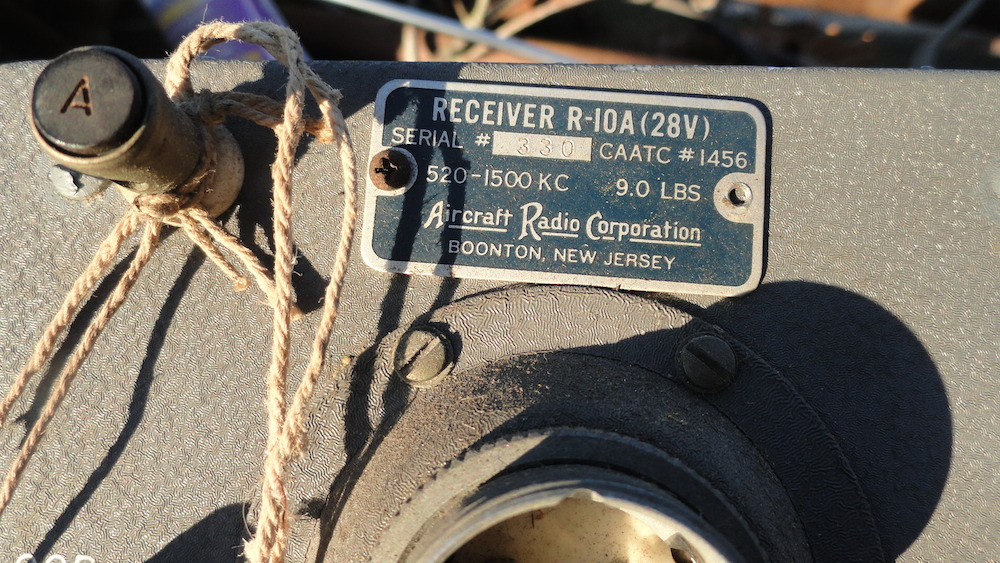 A
RECEIVER R-10A (28V)
SERIAL # 330 CAATC #1456
520-1500 KC 9.0 LBS
Aircraft Radio Corporation
BOONTON, NEW JERSEY